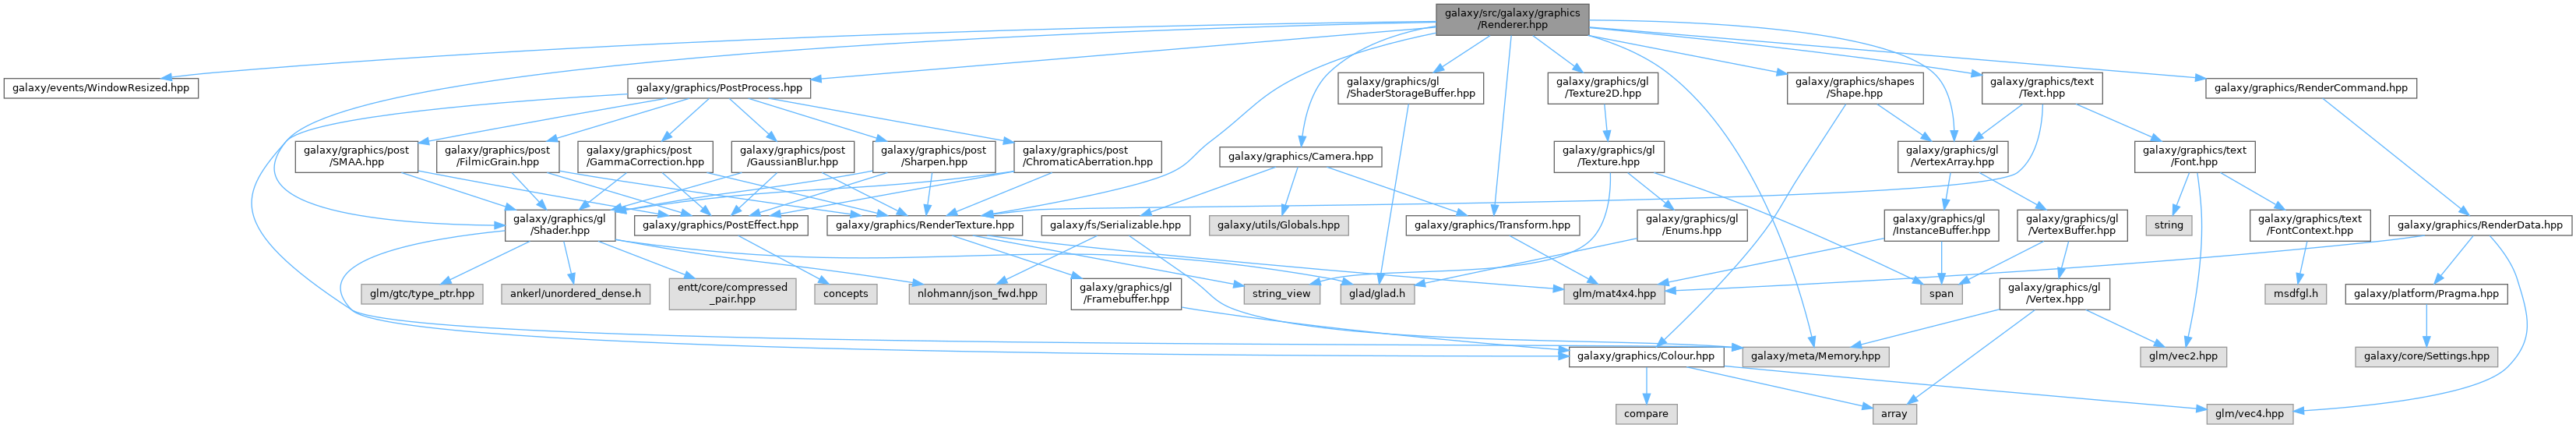 galaxy/src/galaxy/graphics
/Renderer.hpp
galaxy/events/WindowResized.hpp
galaxy/graphics/PostProcess.hpp
galaxy/graphics/gl
/ShaderStorageBuffer.hpp
galaxy/graphics/gl
/Texture2D.hpp
galaxy/graphics/shapes
/Shape.hpp
galaxy/graphics/text
/Text.hpp
galaxy/graphics/RenderCommand.hpp
galaxy/graphics/post
/SMAA.hpp
galaxy/graphics/post
/FilmicGrain.hpp
galaxy/graphics/post
/GammaCorrection.hpp
galaxy/graphics/post
/GaussianBlur.hpp
galaxy/graphics/post
/Sharpen.hpp
galaxy/graphics/post
/ChromaticAberration.hpp
galaxy/graphics/Camera.hpp
galaxy/graphics/gl
/Texture.hpp
galaxy/graphics/gl
/VertexArray.hpp
galaxy/graphics/text
/Font.hpp
galaxy/graphics/gl
/Shader.hpp
galaxy/graphics/PostEffect.hpp
galaxy/graphics/RenderTexture.hpp
galaxy/fs/Serializable.hpp
galaxy/utils/Globals.hpp
galaxy/graphics/Transform.hpp
galaxy/graphics/gl
/Enums.hpp
galaxy/graphics/gl
/InstanceBuffer.hpp
galaxy/graphics/gl
/VertexBuffer.hpp
string
galaxy/graphics/text
/FontContext.hpp
galaxy/graphics/RenderData.hpp
glm/gtc/type_ptr.hpp
ankerl/unordered_dense.h
entt/core/compressed
_pair.hpp
concepts
nlohmann/json_fwd.hpp
galaxy/graphics/gl
/Framebuffer.hpp
string_view
glad/glad.h
glm/mat4x4.hpp
span
galaxy/graphics/gl
/Vertex.hpp
msdfgl.h
galaxy/platform/Pragma.hpp
galaxy/graphics/Colour.hpp
galaxy/meta/Memory.hpp
glm/vec2.hpp
galaxy/core/Settings.hpp
compare
array
glm/vec4.hpp